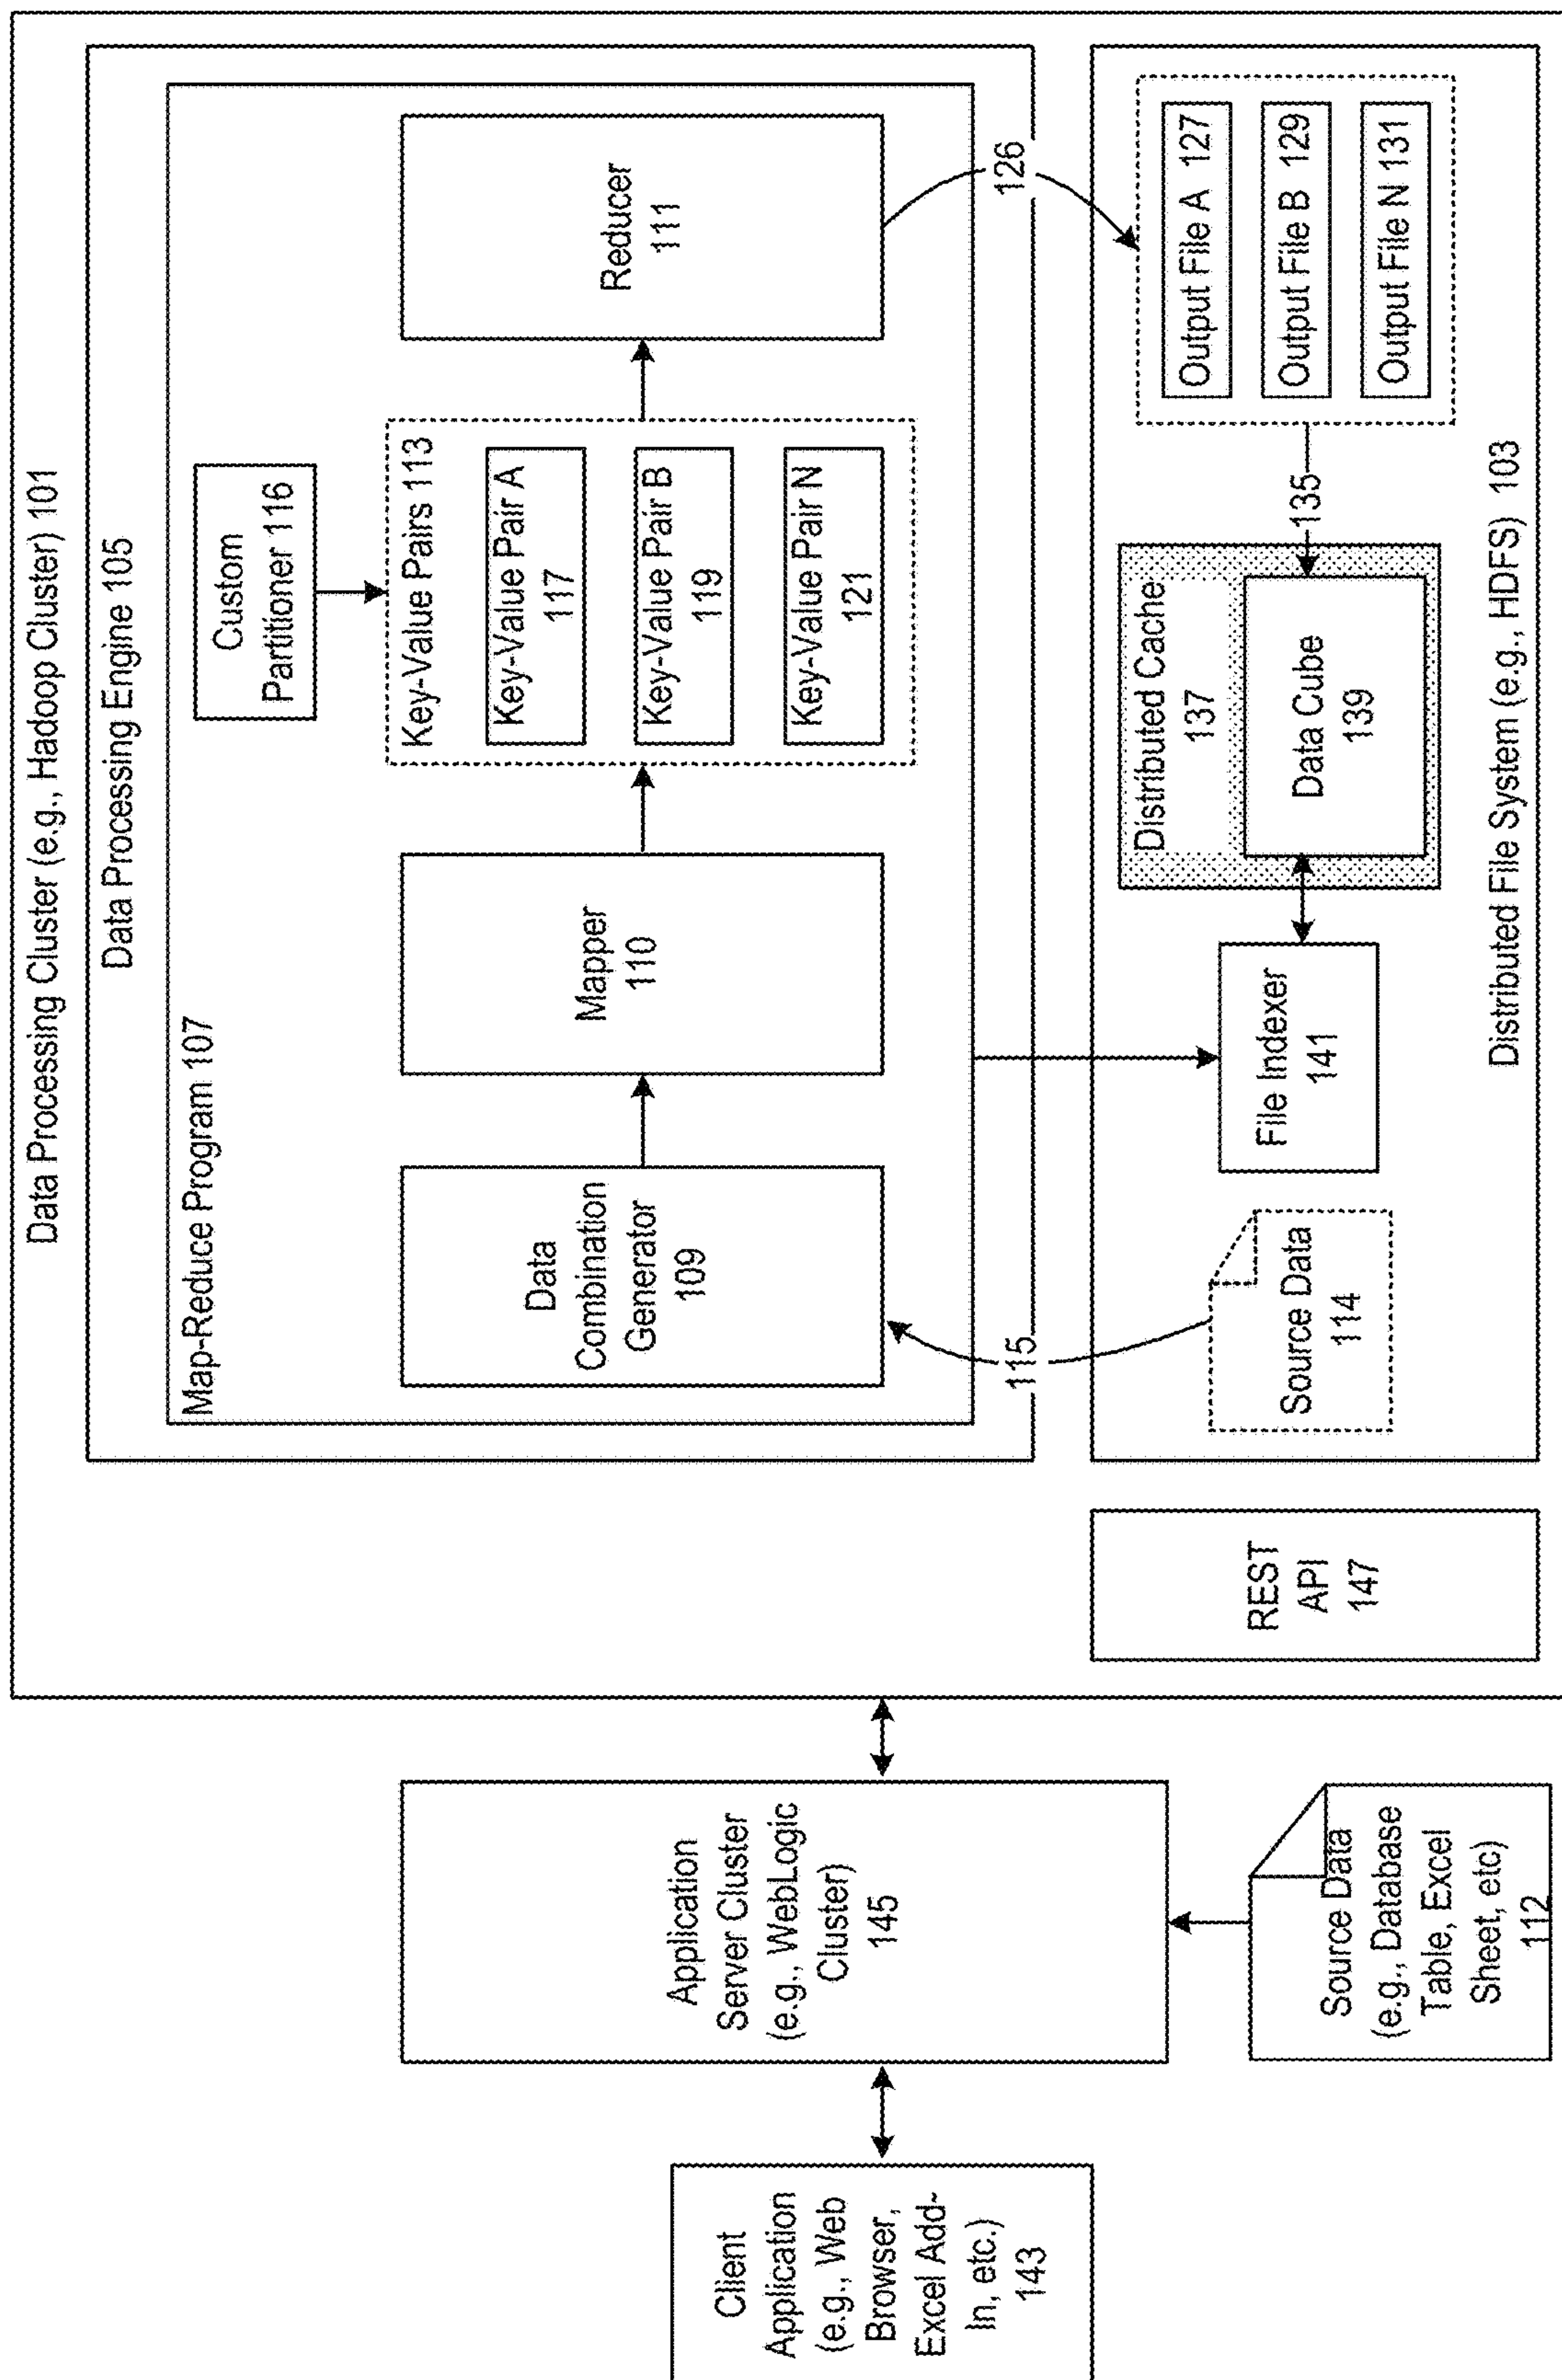 Data Processing Cluster (e.g., Hadoop Cluster) 101
Data Processing Engine 105
Map-Reduce Program 107
Custom
Partitioner 116
Data
Combination
Generator
109
Mapper
110
Key-Value Pairs 113
Key-Value Pair A
117
Key-Value Pair B
119
Key-Value Pair N
121
Reducer
111
115
126
Source Data
114
File Indexer
141
Distributed Cache
137
Data Cube
139
135
Output File A 127
Output File B 129
Output File N 131
Distributed File System (e.g., HDFS) 103
REST
API
147
Application
Server Cluster
(e.g., WebLogic
Cluster)
145
Client
Application
(e.g., Web
Browser,
Excel Add-
In, etc.)
143
Source Data
(e.g., Database
Table, Excel
Sheet, etc)
112